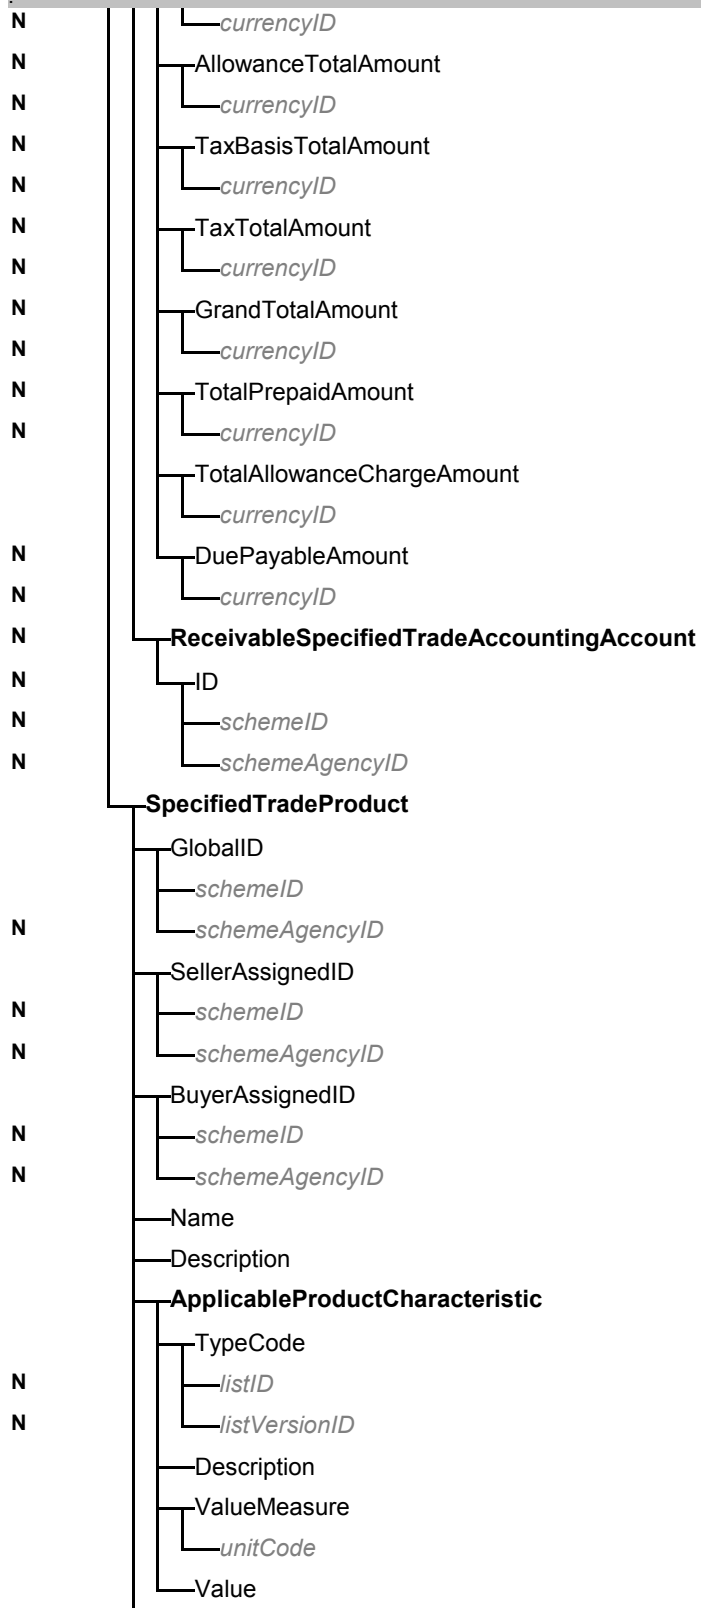 N currencyID
N AllowanceTotalAmount
N currencyID
N TaxBasisTotalAmount
N currencyID
N TaxTotalAmount
N currencyID
N GrandTotalAmount
N currencyID
N TotalPrepaidAmount
N currencyID
TotalAllowanceChargeAmount
currencyID
N DuePayableAmount
N currencyID
N ReceivableSpecifiedTradeAccountingAccount
N ID
N schemeID
N schemeAgencyID
SpecifiedTradeProduct
GlobalID
schemeID
N schemeAgencyID
SellerAssignedID
N schemeID
N schemeAgencyID
BuyerAssignedID
N schemeID
N schemeAgencyID
Name
Description
ApplicableProductCharacteristic
TypeCode
N listID
N listVersionID
Description
ValueMeasure
unitCode
Value